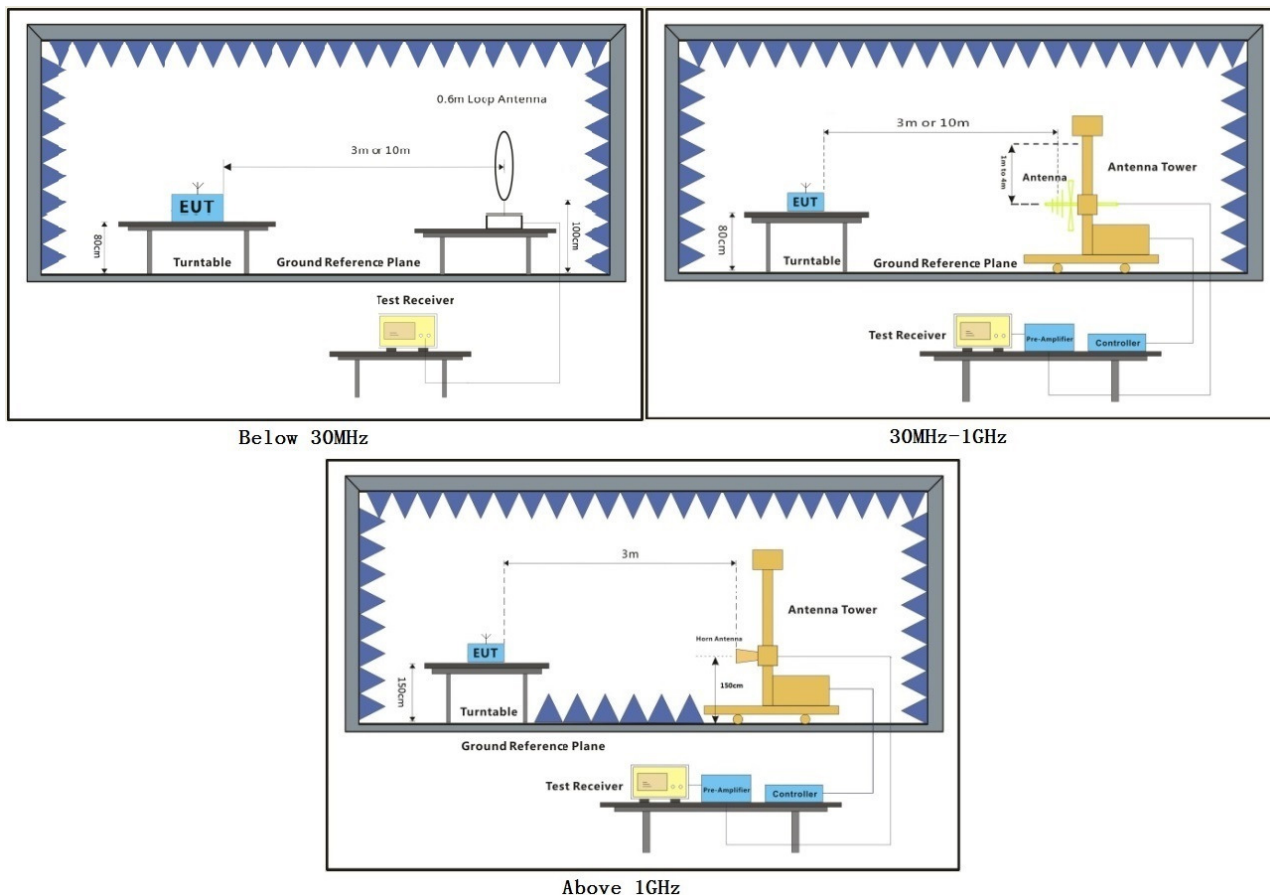 0.6m Loop Antenna
3m or 10m
EUT
80cm
100cm
Turntable
Ground Reference Plane
Test Receiver
Below 30MHz
3m or 10m
1m to 4m
Antenna
Antenna Tower
EUT
80cm
Turntable
Ground Reference Plane
Test Receiver
Pre-Amplifier
Controller
30MHz-1GHz
3m
Antenna Tower
Horn Antenna
EUT
150cm
150cm
Turntable
Ground Reference Plane
Test Receiver
Pre-Amplifier
Controller
Above 1GHz